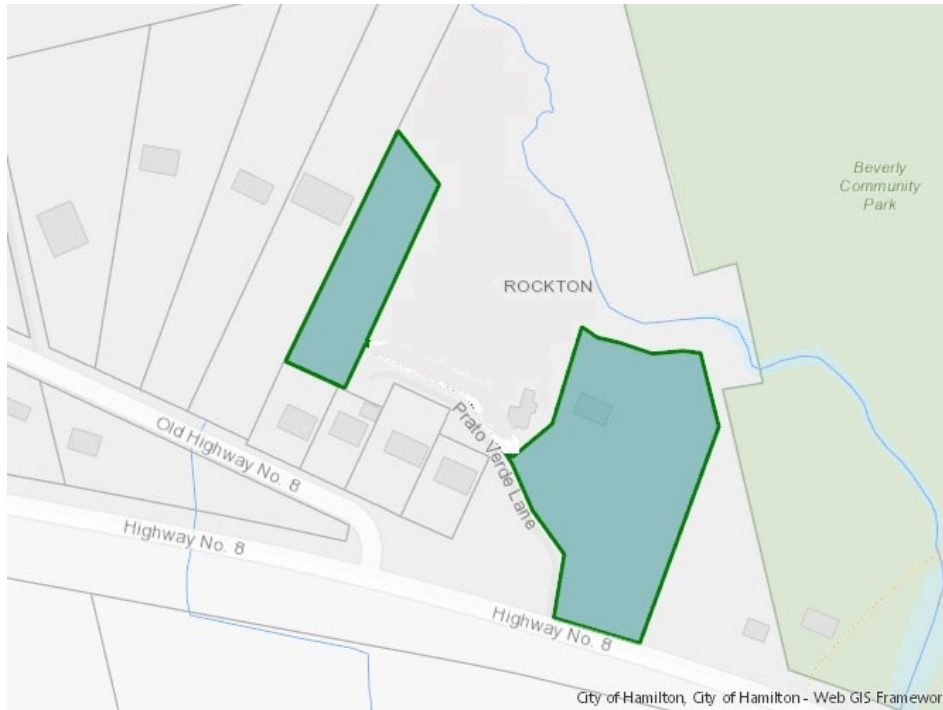 Beverly
Community
Park
ROCKTON
Prato Verde Lane
Old Highway No. 8
Highway No. 8
Highway No. 8
City of Hamilton, City of Hamilton - Web GIS Framewor